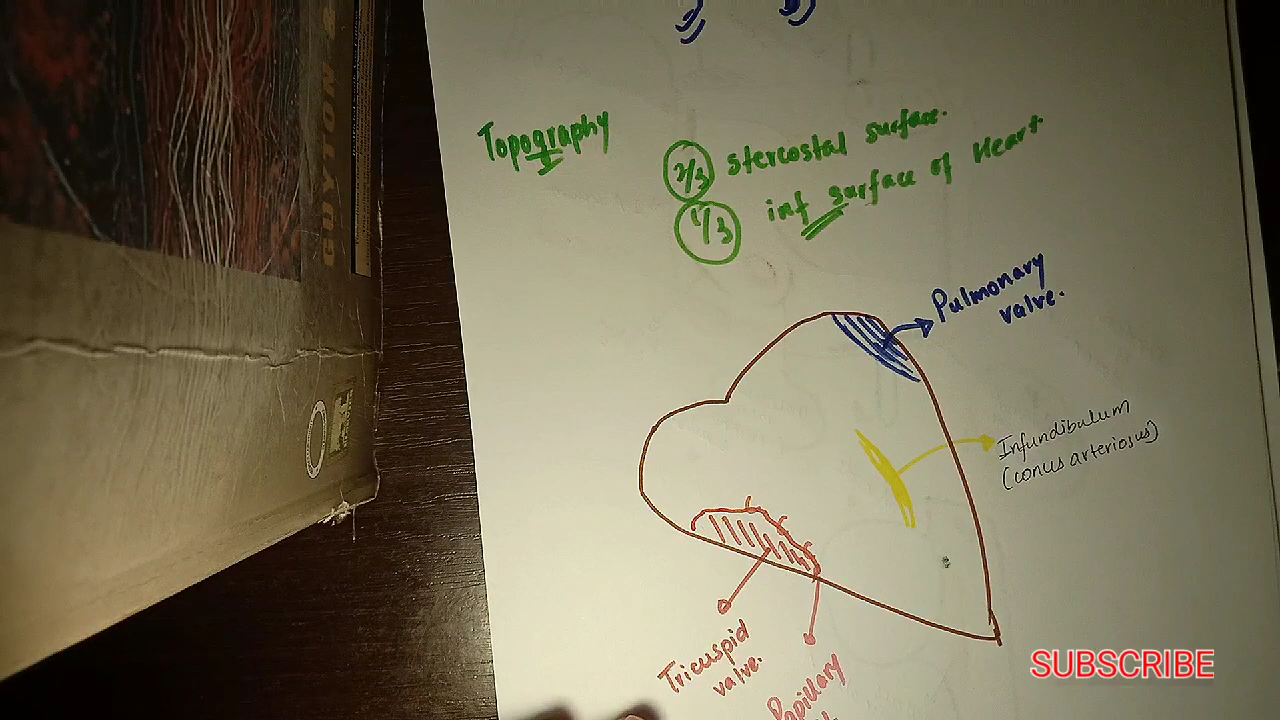 Topography
2/3 stercostal surface.
1/3 inf surface of Heart.
Pulmonary
valve.
Infundibulum
(conus arteriosus)
Tricuspid
valve.
Papillary
SUBSCRIBE
GUYTON &